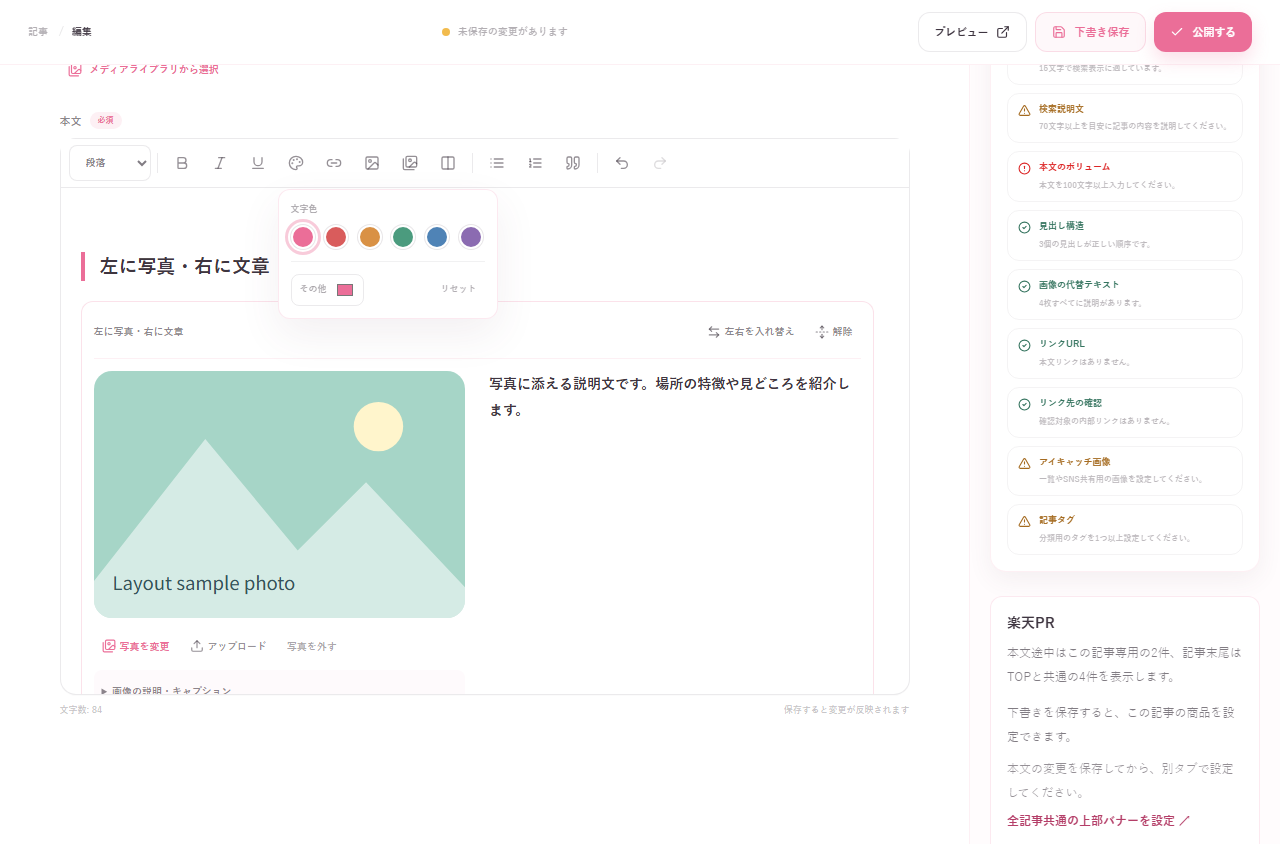 記事 / 編集
未保存の変更があります
プレビュー
下書き保存
公開する
メディアライブラリから選択
本文 必須
段落
文字色
その他
リセット
左に写真・右に文章
左に写真・右に文章
左右を入れ替え
解除
写真に添える説明文です。場所の特徴や見どころを紹介し
ます。
Layout sample photo
写真を変更
アップロード
写真を外す
画像の説明・キャプション
文字数: 84
保存すると変更が反映されます
16文字で検索表示に適しています。
検索説明文
70文字以上を目安に記事の内容を説明してください。
本文のボリューム
本文を100文字以上入力してください。
見出し構造
3個の見出しが正しい順序です。
画像の代替テキスト
4枚すべてに説明があります。
リンクURL
本文リンクはありません。
リンク先の確認
確認対象の内部リンクはありません。
アイキャッチ画像
一覧やSNS共有用の画像を設定してください。
記事タグ
分類用のタグを1つ以上設定してください。
楽天PR
本文途中はこの記事専用の2件、記事末尾は
TOPと共通の4件を表示します。
下書きを保存すると、この記事の商品を設
定できます。
本文の変更を保存してから、別タブで設定
してください。
全記事共通の上部バナーを設定 ↗